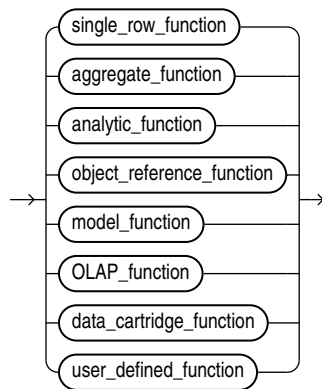 single_row_function
aggregate_function
analytic_function
object_reference_function
model_function
OLAP_function
data_cartridge_function
user_defined_function